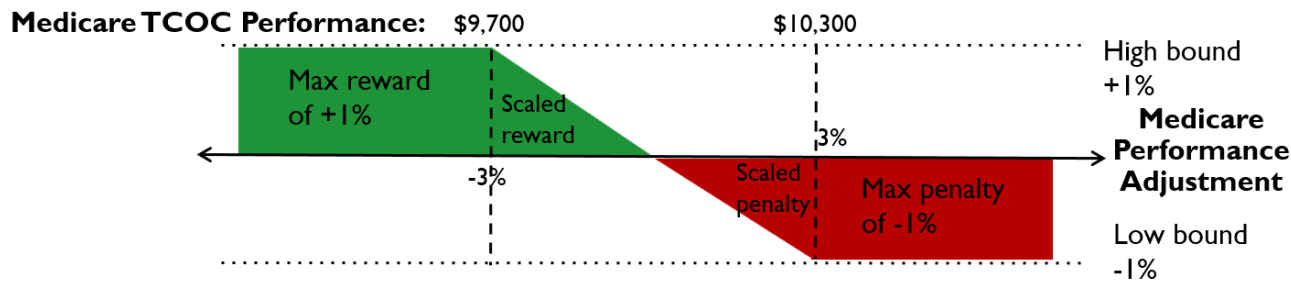 Medicare TCOC Performance: $9,700 $10,300
High bound
+1%
Max reward
of +1%
Scaled
reward
3%
Medicare
Performance
Adjustment
-3%
Scaled
penalty
Max penalty
of -1%
Low bound
-1%